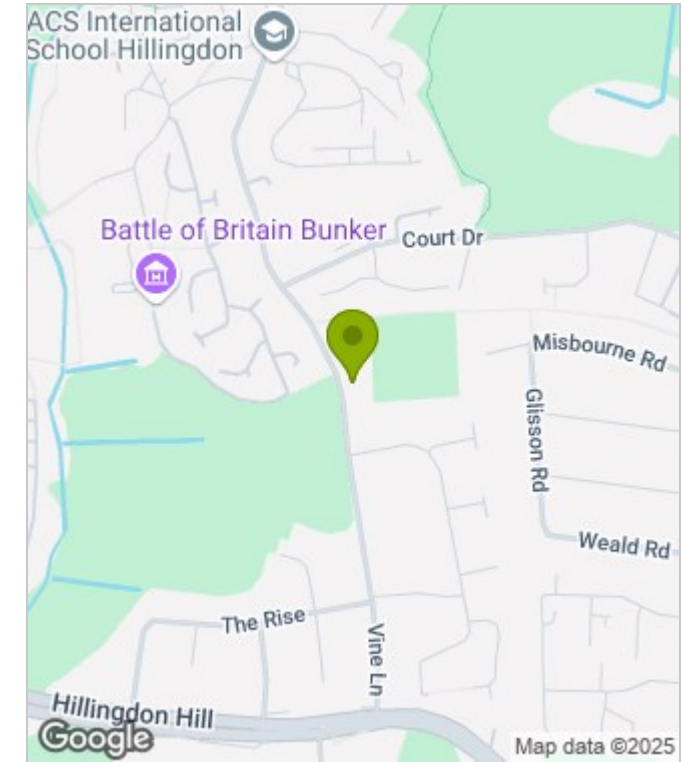 ACS International
School Hillingdon
Battle of Britain Bunker
Court Dr
Misbourne Rd
Glisson Rd
Weald Rd
The Rise
Vine Ln
Hillingdon Hill
Google
Map data ©2025